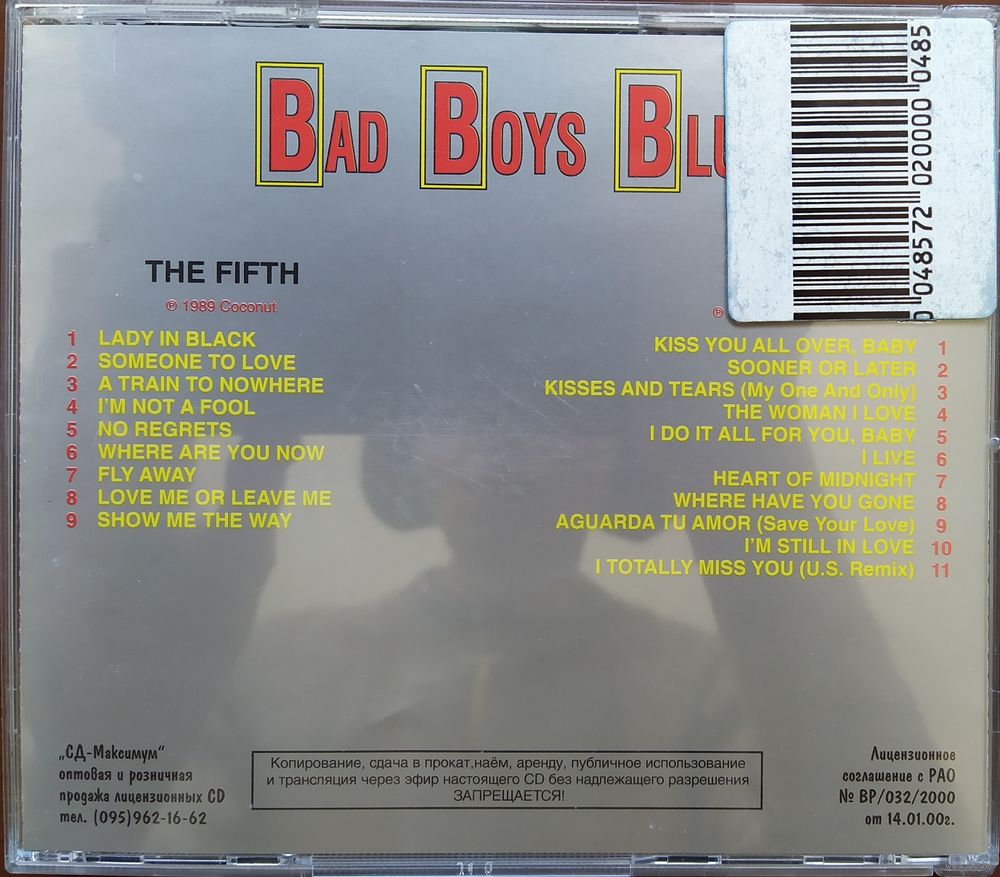 BAD BOYS BLU
THE FIFTH
℗ 1989 Coconut
1 LADY IN BLACK
2 SOMEONE TO LOVE
3 A TRAIN TO NOWHERE
4 I'M NOT A FOOL
5 NO REGRETS
6 WHERE ARE YOU NOW
7 FLY AWAY
8 LOVE ME OR LEAVE ME
9 SHOW ME THE WAY
℗
KISS YOU ALL OVER, BABY 1
SOONER OR LATER 2
KISSES AND TEARS (My One And Only) 3
THE WOMAN I LOVE 4
I DO IT ALL FOR YOU, BABY 5
I LIVE 6
HEART OF MIDNIGHT 7
WHERE HAVE YOU GONE 8
AGUARDA TU AMOR (Save Your Love) 9
I'M STILL IN LOVE 10
I TOTALLY MISS YOU (U.S. Remix) 11
0 048572 020000 0485
„СД-Максимум"
оптовая и розничная
продажа лицензионных CD
тел. (095)962-16-62
Копирование, сдача в прокат,наём, аренду, публичное использование
и трансляция через эфир настоящего CD без надлежащего разрешения
ЗАПРЕЩАЕТСЯ!
Лицензионное
соглашение с РАО
№ ВР/032/2000
от 14.01.00г.